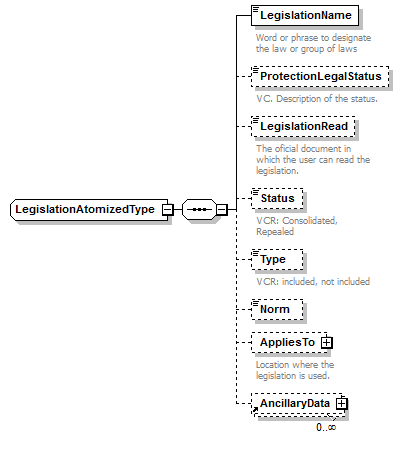 LegislationName
Word or phrase to designate
the law or group of laws
ProtectionLegalStatus
VC. Description of the status.
LegislationRead
The oficial document in
which the user can read the
legislation.
LegislationAtomizedType
Status
VCR: Consolidated,
Repealed
Type
VCR: included, not included
Norm
AppliesTo
Location where the
legislation is used.
AncillaryData
0..∞